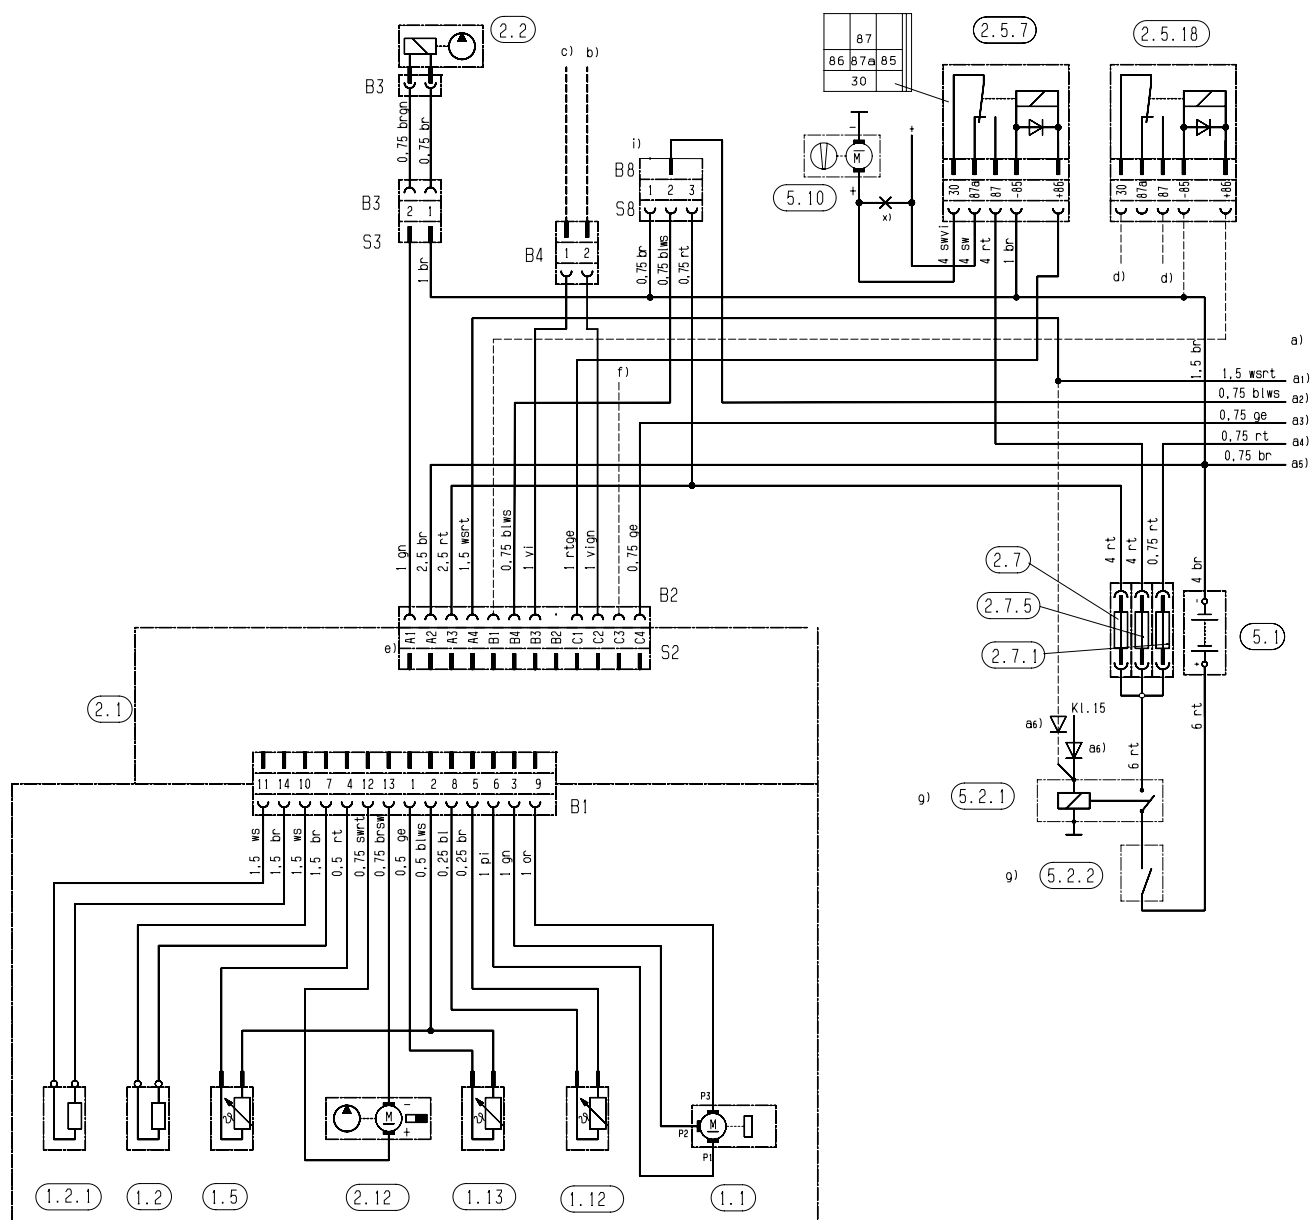 2.2
2.5.7
2.5.18
87
86 87a 85
30
c) b)
B3
0,75 brgn
0,75 br
i)
B8
1 2 3
S8
- M +
5.10
x)
+
30 87a 87 -85 +86
30 87a 87 -85 +86
B3
2 1
S3
1 br
B4
1 2
0,75 br
0,75 blws
0,75 rt
4 swvi
4 sw
4 rt
1 br
d) d)
a)
1,5 br
f)
1,5 wsrt a1)
0,75 blws a2)
0,75 ge a3)
0,75 rt a4)
0,75 br a5)
1 gn
2,5 br
2,5 rt
1,5 wsrt
0,75 blws
1 vi
1 rtge
1 vign
0,75 ge
4 rt
4 rt
0,75 rt
4 br
2.7
2.7.5
2.7.1
- +
5.1
B2
e)
A1 A2 A3 A4 B1 B4 B3 B2 C1 C2 C3 C4
S2
2.1
Kl.15
a6)
a6)
6 rt
6 rt
11 14 10 7 4 12 13 1 2 8 5 6 3 9
B1
g) 5.2.1
g) 5.2.2
1,5 ws
1,5 br
1,5 ws
1,5 br
0,5 rt
0,75 swrt
0,75 brsw
0,5 ge
0,5 blws
0,25 bl
0,25 br
1 pi
1 gn
1 or
P3
P2
M
P1
ϑ
- M +
ϑ
ϑ
1.2.1
1.2
1.5
2.12
1.13
1.12
1.1